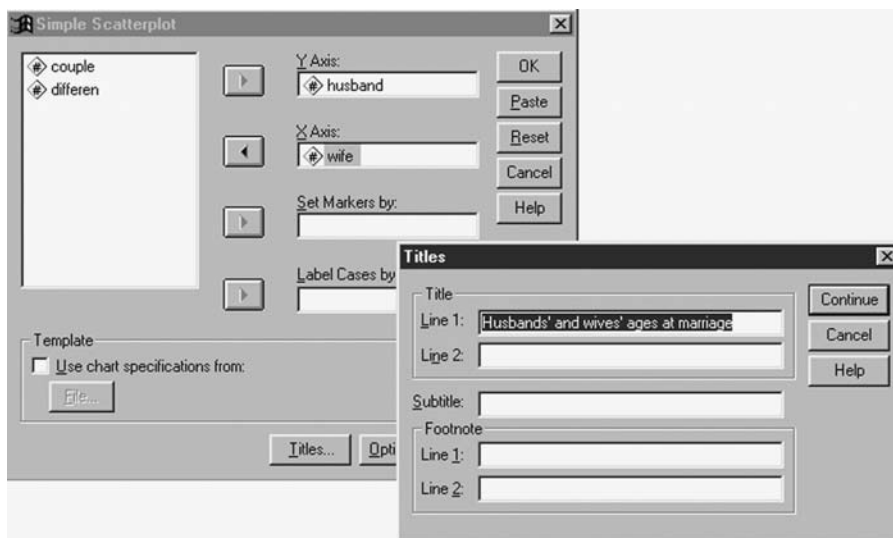 Simple Scatterplot
couple
differen
Y Axis:
husband
X Axis:
wife
Set Markers by:
Label Cases by
OK
Paste
Reset
Cancel
Help
Template
Use chart specifications from:
File...
Titles...
Opti
Titles
Title
Line 1: Husbands' and wives' ages at marriage
Line 2:
Subtitle:
Footnote
Line 1:
Line 2:
Continue
Cancel
Help